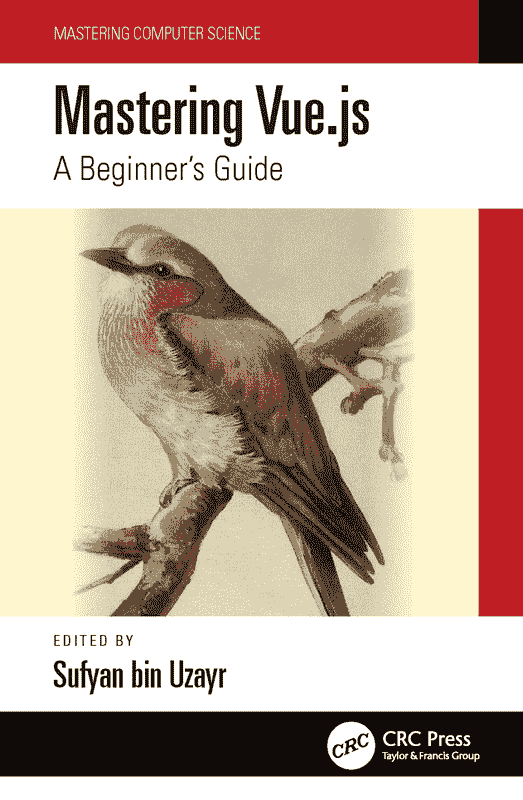 MASTERING COMPUTER SCIENCE
Mastering Vue.js
A Beginner's Guide
EDITED BY
Sufyan bin Uzayr
CRC
CRC Press
Taylor & Francis Group